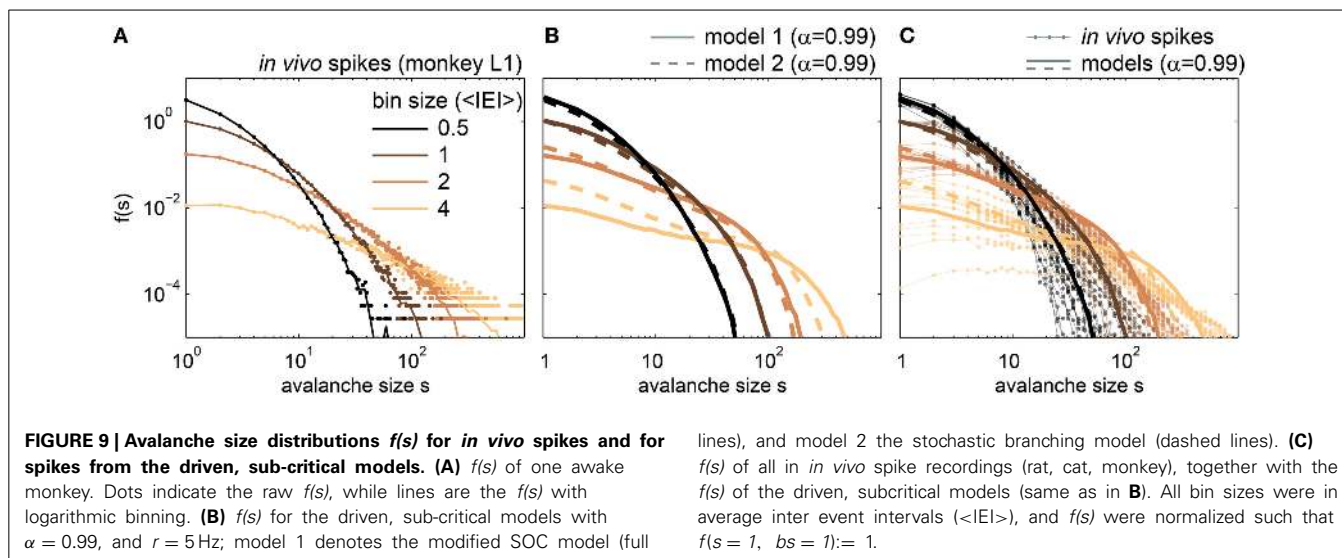 A
in vivo spikes (monkey L1)
bin size (<IEI>)
0.5
1
2
4
f(s)
10^0
10^-2
10^-4
10^0
10^1
10^2
avalanche size s
B
model 1 (α=0.99)
model 2 (α=0.99)
1
10
10^2
avalanche size s
C
in vivo spikes
models (α=0.99)
1
10
10^2
avalanche size s
FIGURE 9 | Avalanche size distributions f(s) for in vivo spikes and for
spikes from the driven, sub-critical models. (A) f(s) of one awake
monkey. Dots indicate the raw f(s), while lines are the f(s) with
logarithmic binning. (B) f(s) for the driven, sub-critical models with
α = 0.99, and r = 5 Hz; model 1 denotes the modified SOC model (full
lines), and model 2 the stochastic branching model (dashed lines). (C)
f(s) of all in in vivo spike recordings (rat, cat, monkey), together with the
f(s) of the driven, subcritical models (same as in B). All bin sizes were in
average inter event intervals (<IEI>), and f(s) were normalized such that
f(s = 1, bs = 1):= 1.